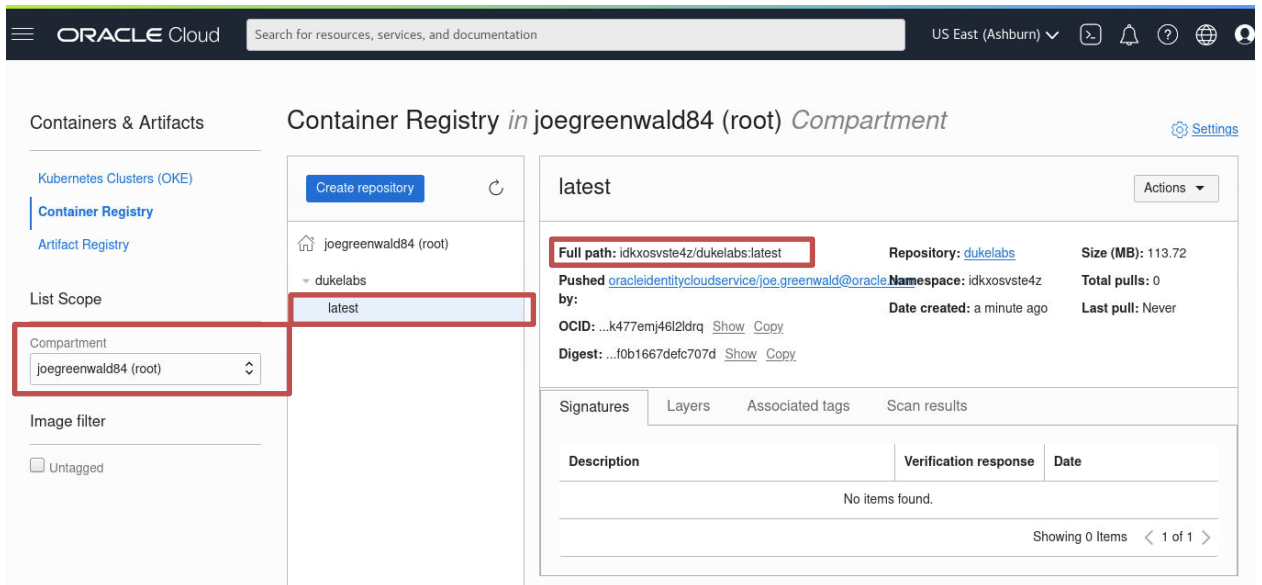 ORACLE Cloud
Search for resources, services, and documentation
US East (Ashburn)
Containers & Artifacts
Kubernetes Clusters (OKE)
Container Registry
Artifact Registry
List Scope
Compartment
joegreenwald84 (root)
Image filter
Untagged
Container Registry in joegreenwald84 (root) Compartment
Settings
Create repository
joegreenwald84 (root)
dukelabs
latest
latest
Actions
Full path: idkxosvste4z/dukelabs:latest
Pushed oracleidentitycloudservice/joe.greenwald@oracle
by:
OCID: ...k477emj46l2ldrq Show Copy
Digest: ...f0b1667defc707d Show Copy
Repository: dukelabs
Namespace: idkxosvste4z
Date created: a minute ago
Size (MB): 113.72
Total pulls: 0
Last pull: Never
Signatures Layers Associated tags Scan results
Description Verification response Date
No items found.
Showing 0 Items < 1 of 1 >